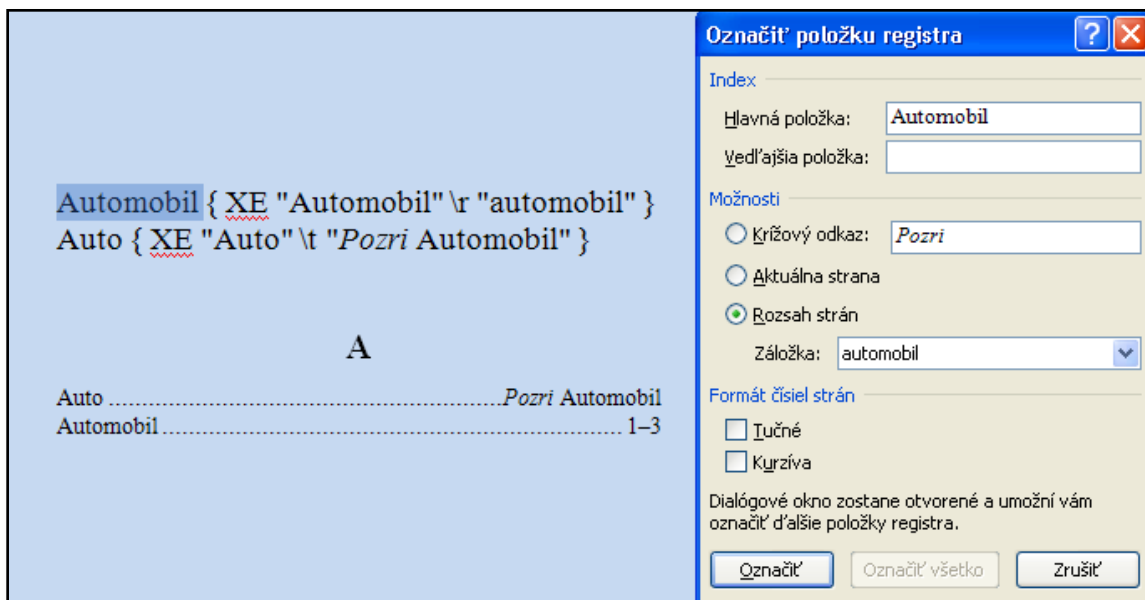 Automobil { XE "Automobil" \r "automobil" }
Auto { XE "Auto" \t "Pozri Automobil" }
A
Auto ........................................................Pozri Automobil
Automobil ................................................................. 1–3
Označiť položku registra
Index
Hlavná položka: Automobil
Vedľajšia položka:
Možnosti
Krížový odkaz: Pozri
Aktuálna strana
Rozsah strán
Záložka: automobil
Formát čísiel strán
Tučné
Kurzíva
Dialógové okno zostane otvorené a umožní vám
označiť ďalšie položky registra.
Označiť Označiť všetko Zrušiť